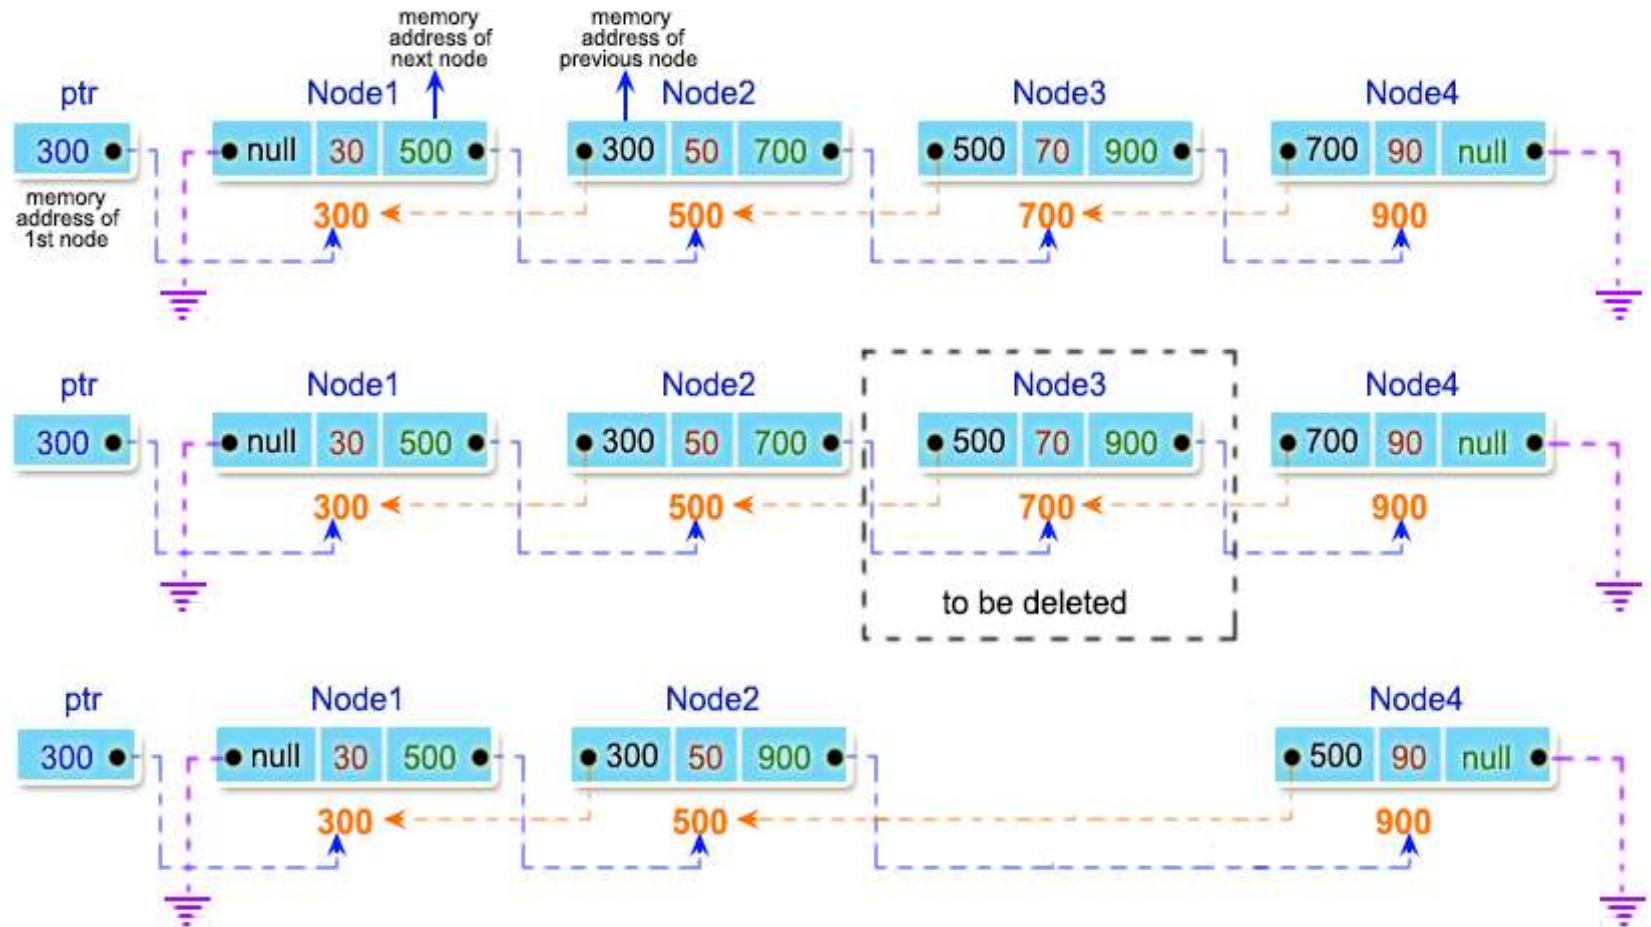 memory
address of
next node
memory
address of
previous node
ptr Node1 Node2 Node3 Node4
300 null 30 500 300 50 700 500 70 900 700 90 null
memory
address of
1st node
300 500 700 900
ptr Node1 Node2 Node3 Node4
300 null 30 500 300 50 700 500 70 900 700 90 null
300 500 700 900
to be deleted
ptr Node1 Node2 Node4
300 null 30 500 300 50 900 500 90 null
300 500 900